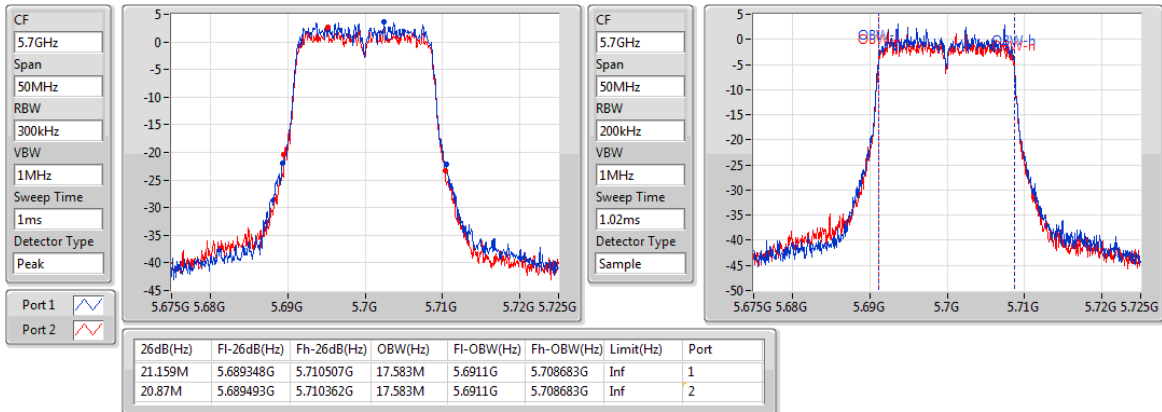 CF
5.7GHz
Span
50MHz
RBW
300kHz
VBW
1MHz
Sweep Time
1ms
Detector Type
Peak
Port 1
Port 2
5
0
-5
-10
-15
-20
-25
-30
-35
-40
-45
5.675G 5.68G 5.69G 5.7G 5.71G 5.72G 5.725G
CF
5.7GHz
Span
50MHz
RBW
200kHz
VBW
1MHz
Sweep Time
1.02ms
Detector Type
Sample
5
0
-5
-10
-15
-20
-25
-30
-35
-40
-45
-50
OBW-h
5.675G 5.68G 5.69G 5.7G 5.71G 5.72G 5.725G
26dB(Hz) Fl-26dB(Hz) Fh-26dB(Hz) OBW(Hz) Fl-OBW(Hz) Fh-OBW(Hz) Limit(Hz) Port
21.159M 5.689348G 5.710507G 17.583M 5.6911G 5.708683G Inf 1
20.87M 5.689493G 5.710362G 17.583M 5.6911G 5.708683G Inf 2